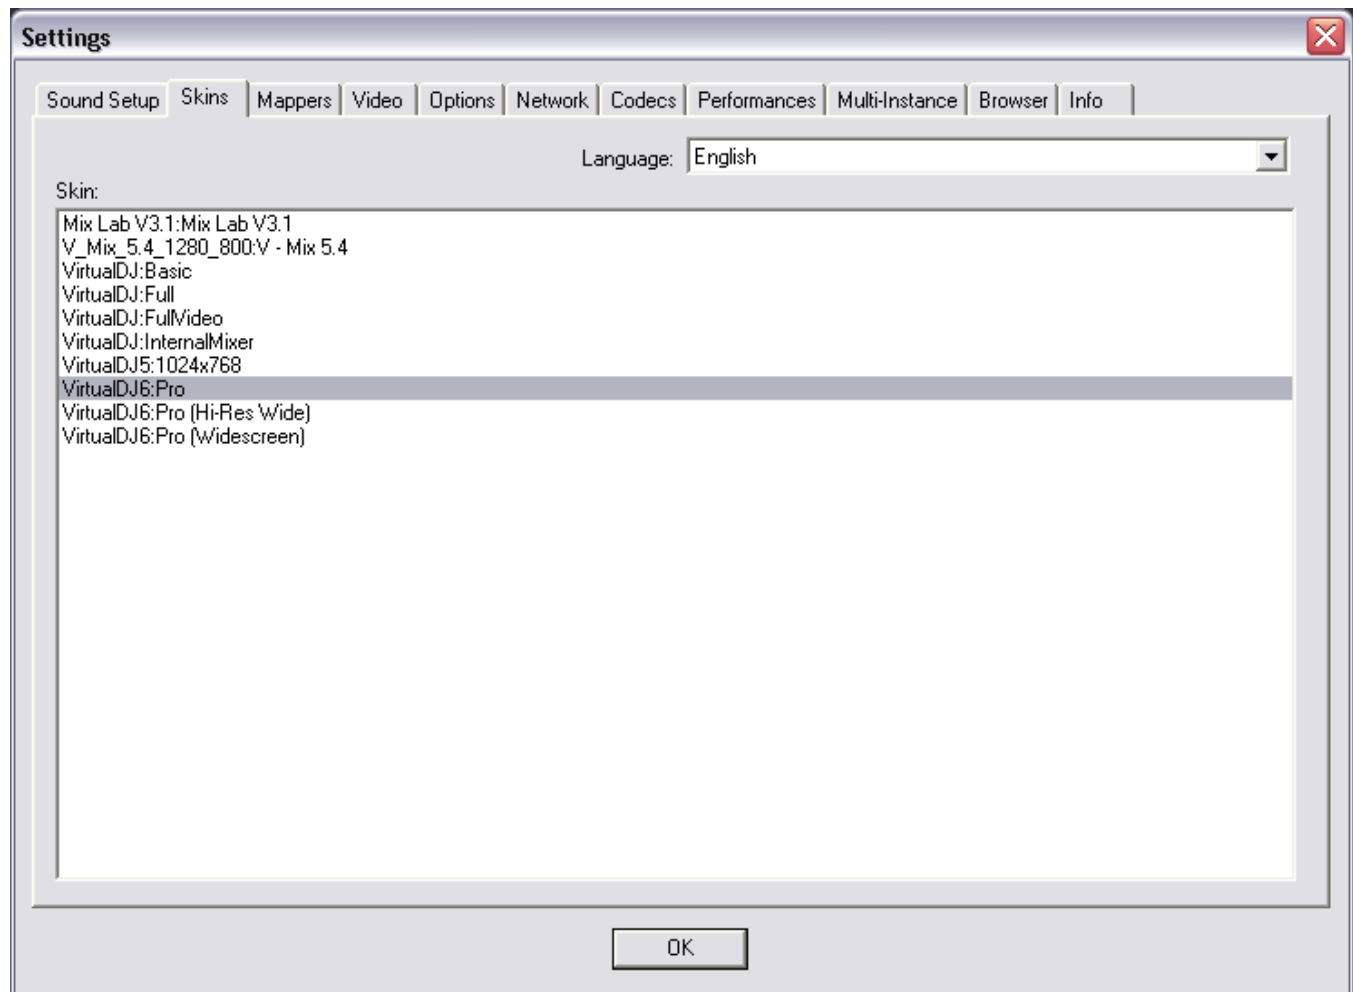 Settings
Sound Setup Skins Mappers Video Options Network Codecs Performances Multi-Instance Browser Info
Language: English
Skin:
Mix Lab V3.1:Mix Lab V3.1
V_Mix_5.4_1280_800:V - Mix 5.4
VirtualDJ:Basic
VirtualDJ:Full
VirtualDJ:FullVideo
VirtualDJ:InternalMixer
VirtualDJ5:1024x768
VirtualDJ6:Pro
VirtualDJ6:Pro (Hi-Res Wide)
VirtualDJ6:Pro (Widescreen)
OK